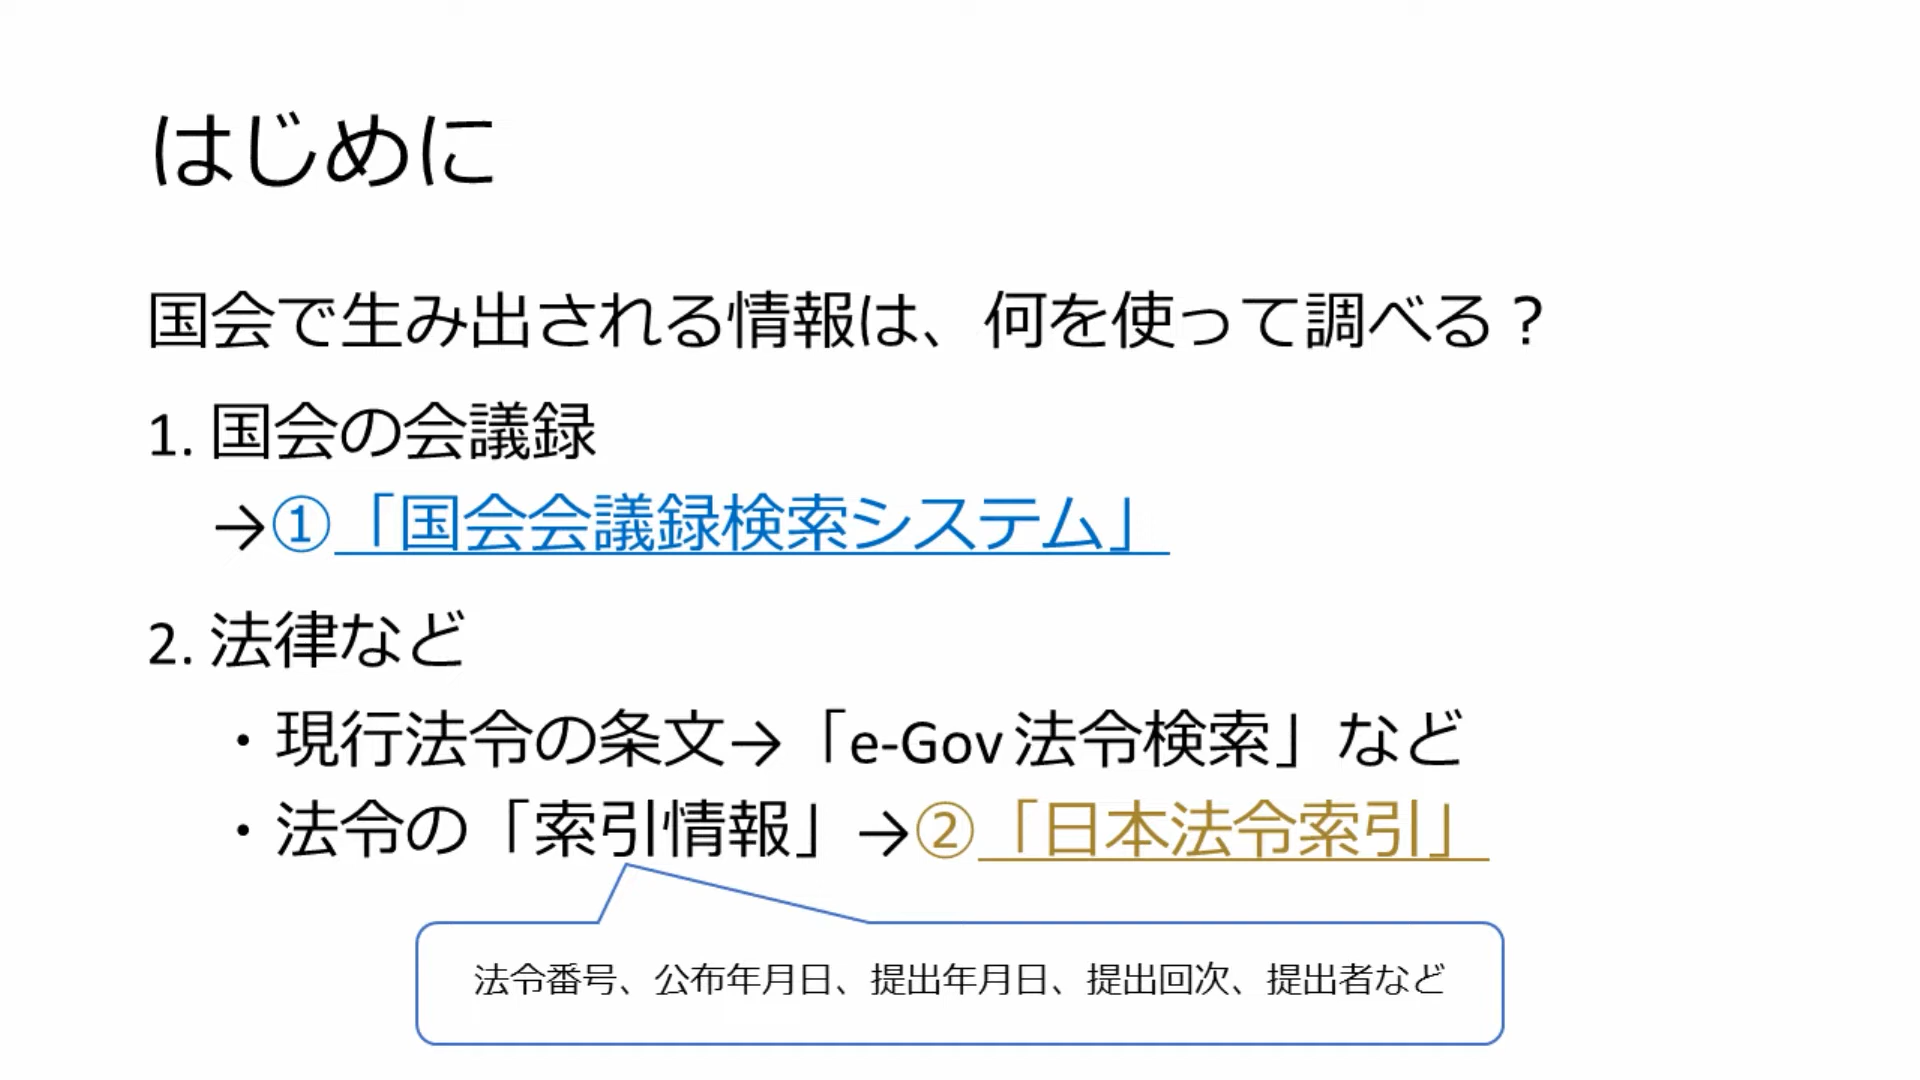 はじめに
国会で生み出される情報は、何を使って調べる？
1. 国会の会議録
→①「国会会議録検索システム」
2. 法律など
・現行法令の条文→「e-Gov法令検索」など
・法令の「索引情報」→②「日本法令索引」
法令番号、公布年月日、提出年月日、提出回次、提出者など